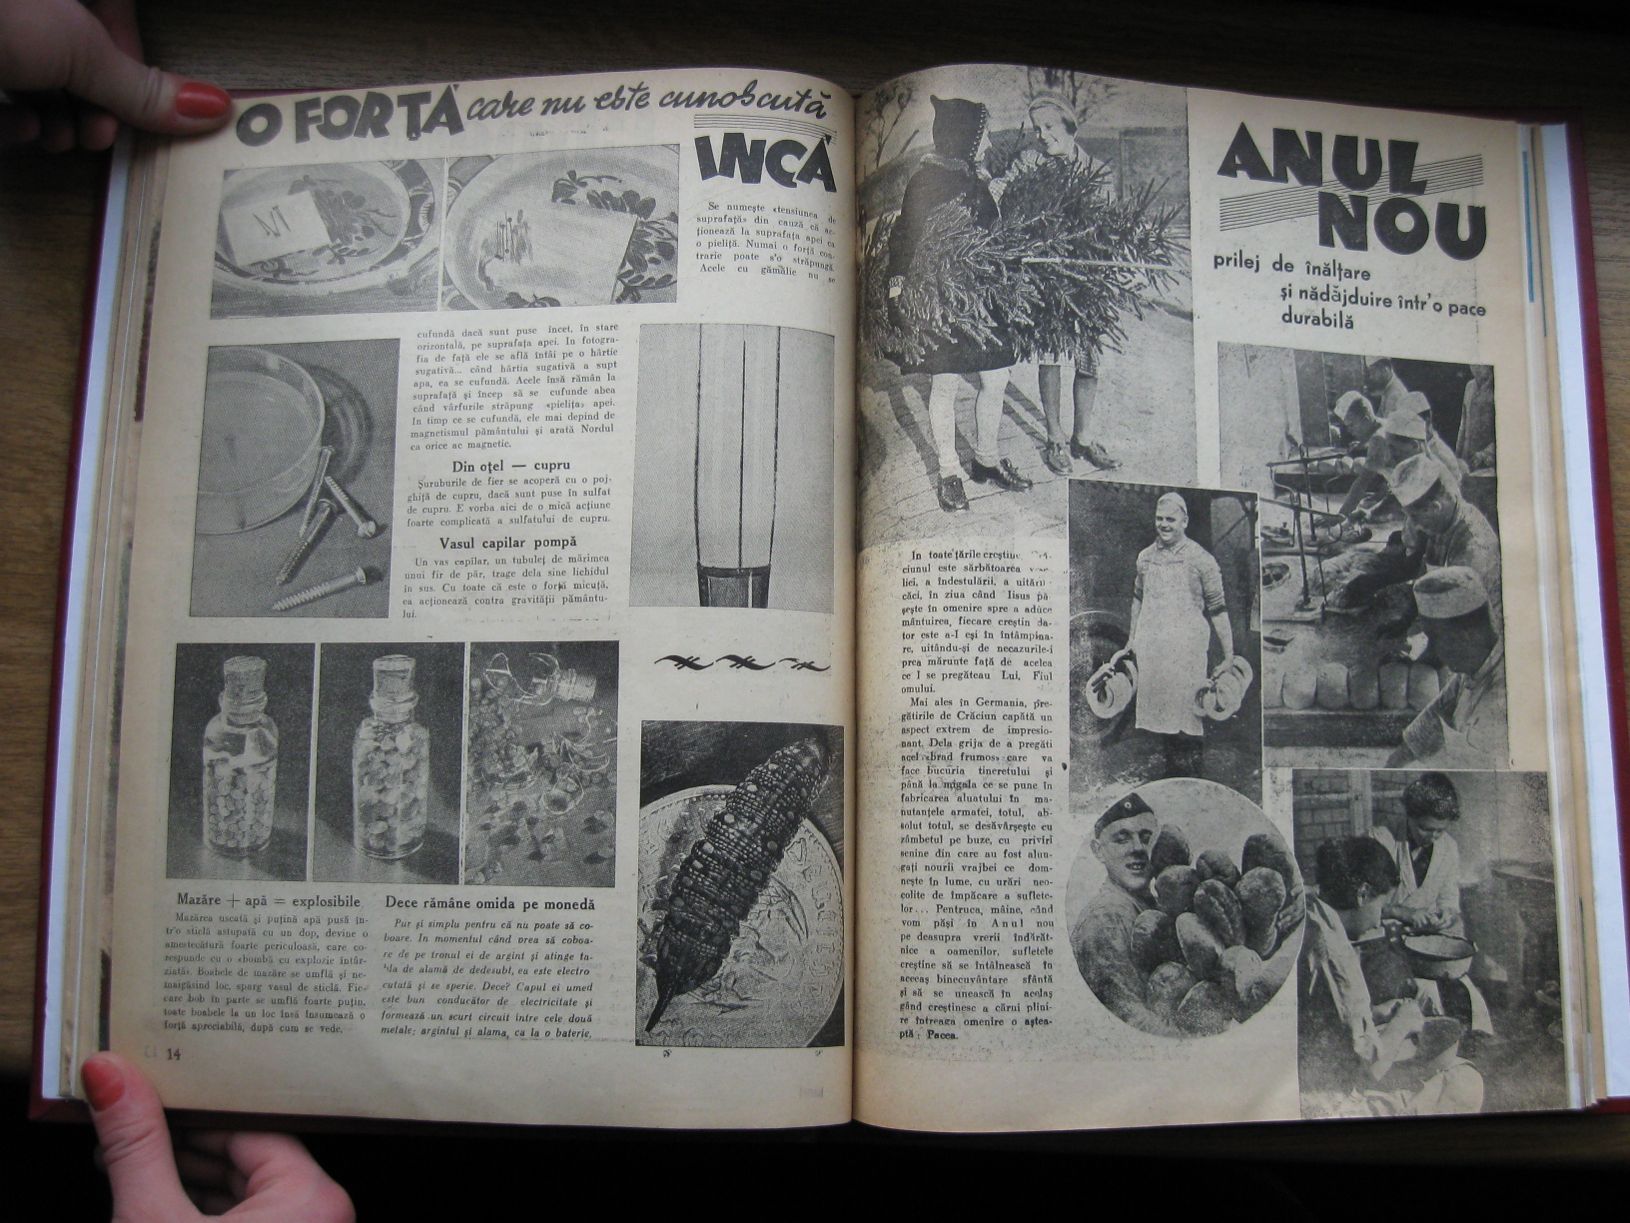 O FORȚĂ care nu este cunoscută
INCĂ
Se numește «tensiunea de
suprafață» din cauză că ac-
ționează la suprafața apei ca
o pieliță. Numai o forță con-
trarie poate s'o străpungă.
Acele cu gămălie nu se
cufundă dacă sunt puse încet, în stare
orizontală, pe suprafața apei. In fotogra-
fia de față ele se află întâi pe o hârtie
sugativă... când hârtia sugativă a supt
apa, ea se cufundă. Acele însă rămân la
suprafață și încep să se cufunde abea
când vârfurile străpung «pielița» apei.
In timp ce se cufundă, ele mai depind de
magnetismul pământului și arată Nordul
ca orice ac magnetic.
Din oțel — cupru
Șuruburile de fier se acoperă cu o poj-
ghiță de cupru, dacă sunt puse în sulfat
de cupru. E vorba aici de o mică acțiune
foarte complicată a sulfatului de cupru.
Vasul capilar pompă
Un vas capilar, un tubuleț de mărimea
unui fir de păr, trage dela sine lichidul
în sus. Cu toate că este o forță micuță,
ea acționează contra gravității pământu-
lui.
Mazăre + apă = explosibile
Mazărea uscată și puțină apă pusă în-
tr'o sticlă astupată cu un dop, devine o
amestecătură foarte periculoasă, care co-
respunde cu o «bombă cu explozie întâr-
ziată». Boabele de mazăre se umflă și ne-
maigăsind loc, sparg vasul de sticlă. Fie-
care bob în parte se umflă foarte puțin,
toate boabele la un loc însă însumează o
forță apreciabilă, după cum se vede.
Dece rămâne omida pe monedă
Pur și simplu pentru că nu poate să co-
boare. In momentul când vrea să coboa-
re de pe tronul ei de argint și atinge ta-
bla de alamă de dedesubt, ea este electro
cutată și se sperie. Dece? Capul ei umed
este bun conducător de electricitate și
formează un scurt circuit între cele două
metale; argintul și alama, ca la o baterie.
14
ANUL
NOU
prilej de înălțare
și nădăjduire într'o pace
durabilă
In toate țările creștine
ciunul este sărbătoarea
liei, a îndestulării, a uitării
căci, în ziua când Iisus pă-
șește în omenire spre a aduce
mântuirea, fiecare creștin da-
tor este a-I eși în întâmpina-
re, uitându-și de necazurile-i
prea mărunte față de acelea
ce I se pregăteau Lui, Fiul
omului.
Mai ales în Germania, pre-
gătirile de Crăciun capătă un
aspect extrem de impresio-
nant. Dela grija de a pregăti
acel «brad frumos» care va
face bucuria tineretului și
până la migala ce se pune în
fabricarea aluatului în ma-
nutanțele armatei, totul, ab-
solut totul, se desăvârșește cu
zâmbetul pe buze, cu priviri
senine din care au fost alun-
gați nourii vrajbei ce dom-
nește în lume, cu urări neo-
colite de împăcare a suflete-
lor... Pentruca, mâine, când
vom păși în Anul nou
pe deasupra vrerii îndărăt-
nice a oamenilor, sufletele
creștine să se întâlnească în
aceeaș binecuvântare sfântă
și să se unească în acelaș
gând creștinesc a cărui plini-
re întreaga omenire o aștea-
ptă: Pacea.